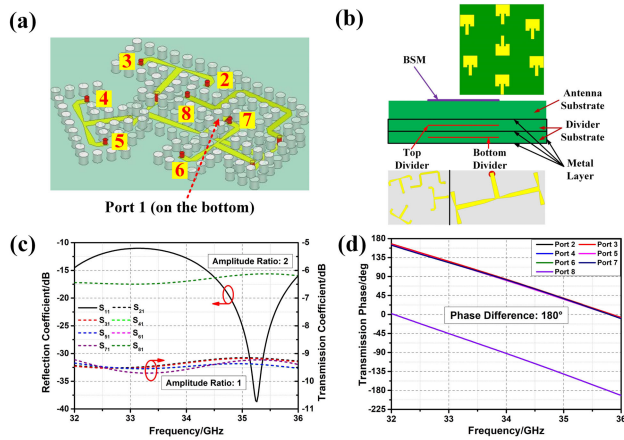 (a)
3
2
4
8
7
5
6
Port 1 (on the bottom)
(b)
BSM
Antenna
Substrate
Divider
Substrate
Top
Divider
Bottom
Divider
Metal
Layer
(c)
-10
-15
-20
-25
-30
-35
-40
Reflection Coefficient/dB
-5
-6
-7
-8
-9
-10
-11
Transmission Coefficient/dB
Amplitude Ratio: 2
S11 S21
S31 S41
S51 S61
S71 S81
Amplitude Ratio: 1
32 33 34 35 36
Frequency/GHz
(d)
180
135
90
45
0
-45
-90
-135
-180
-225
Transmission Phase/deg
Port 2 Port 3
Port 4 Port 5
Port 6 Port 7
Port 8
Phase Difference: 180°
32 33 34 35 36
Frequency/GHz